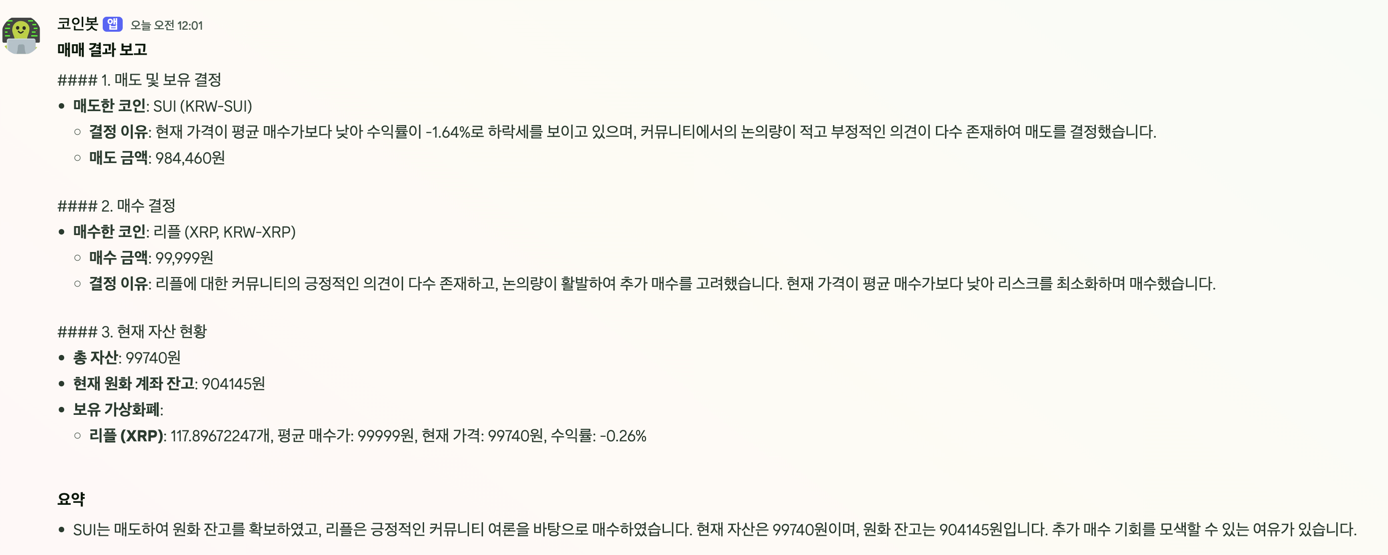 코인봇 앱 오늘 오전 12:01
매매 결과 보고
#### 1. 매도 및 보유 결정
• 매도한 코인: SUI (KRW-SUI)
○ 결정 이유: 현재 가격이 평균 매수가보다 낮아 수익률이 -1.64%로 하락세를 보이고 있으며, 커뮤니티에서의 논의량이 적고 부정적인 의견이 다수 존재하여 매도를 결정했습니다.
○ 매도 금액: 984,460원
#### 2. 매수 결정
• 매수한 코인: 리플 (XRP, KRW-XRP)
○ 매수 금액: 99,999원
○ 결정 이유: 리플에 대한 커뮤니티의 긍정적인 의견이 다수 존재하고, 논의량이 활발하여 추가 매수를 고려했습니다. 현재 가격이 평균 매수가보다 낮아 리스크를 최소화하며 매수했습니다.
#### 3. 현재 자산 현황
• 총 자산: 99740원
• 현재 원화 계좌 잔고: 904145원
• 보유 가상화폐:
○ 리플 (XRP): 117.89672247개, 평균 매수가: 99999원, 현재 가격: 99740원, 수익률: -0.26%
요약
• SUI는 매도하여 원화 잔고를 확보하였고, 리플은 긍정적인 커뮤니티 여론을 바탕으로 매수하였습니다. 현재 자산은 99740원이며, 원화 잔고는 904145원입니다. 추가 매수 기회를 모색할 수 있는 여유가 있습니다.